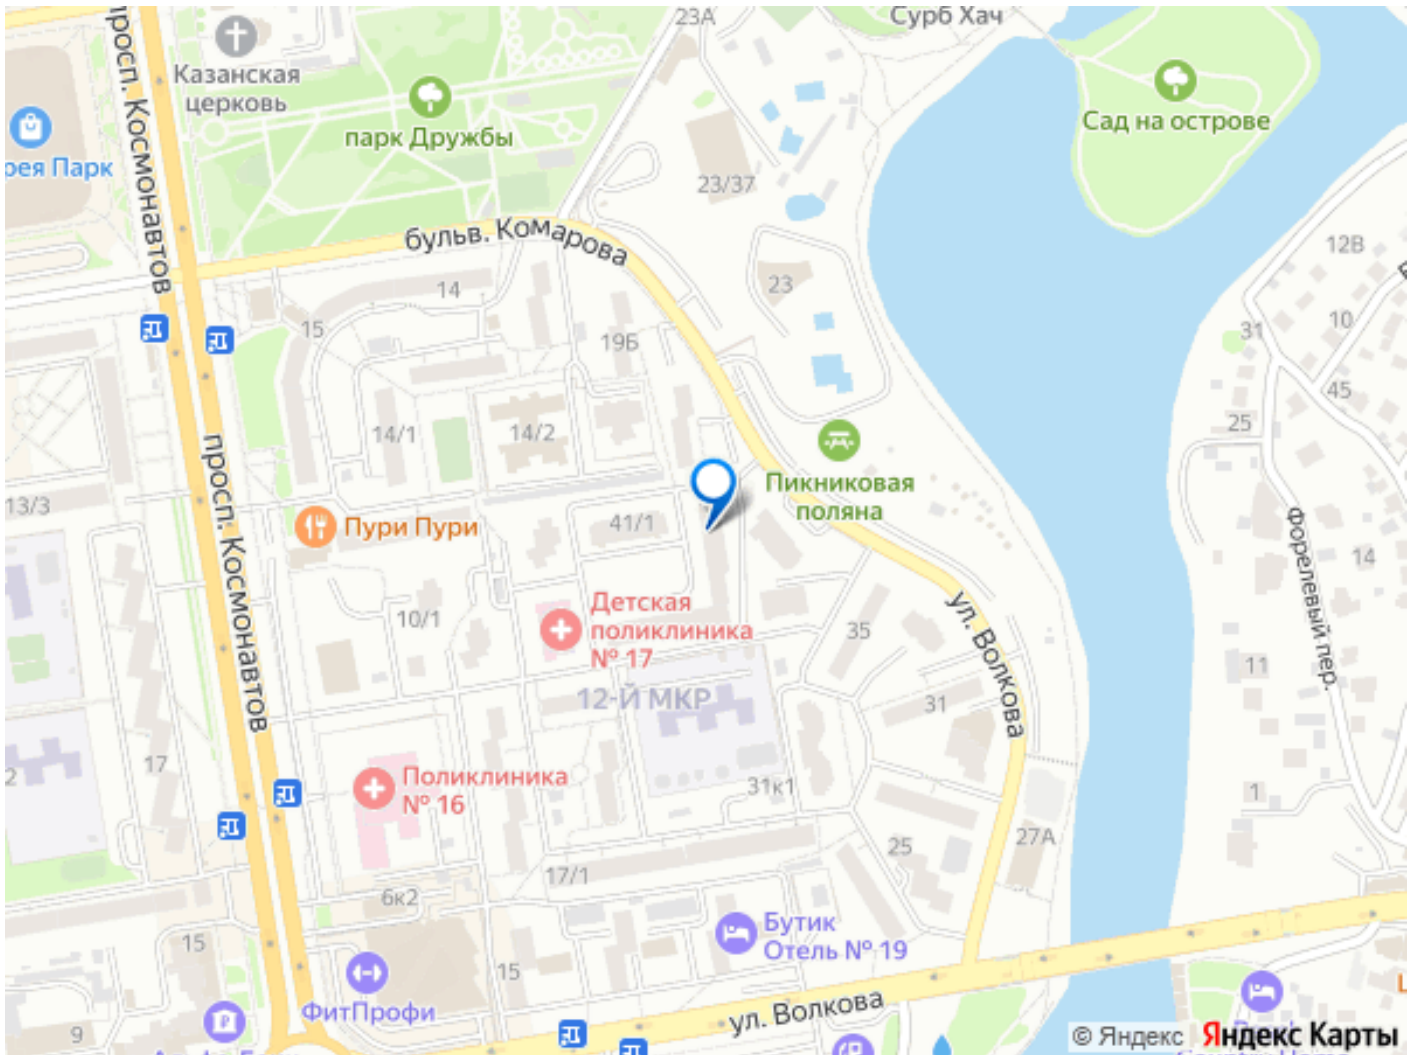 23А
Сурб Хач
просп. Космонавтов
Казанская
церковь
парк Дружбы
Сад на острове
рея Парк
23/37
бульв. Комарова
12В
14
23
15
19Б
31
10
45
14/1
14/2
25
Пикниковая
поляна
13/3
просп. Космонавтов
Пури Пури
41/1
Форелевый пер.
14
Детская
поликлиника
№ 17
10/1
35
ул. Волкова
11
12-Й МКР
31
17
2
Поликлиника
№ 16
31к1
1
27А
25
17/1
6к2
Бутик
Отель № 19
15
15
ФитПрофи
ул. Волкова
9
© Яндекс Яндекс Карты